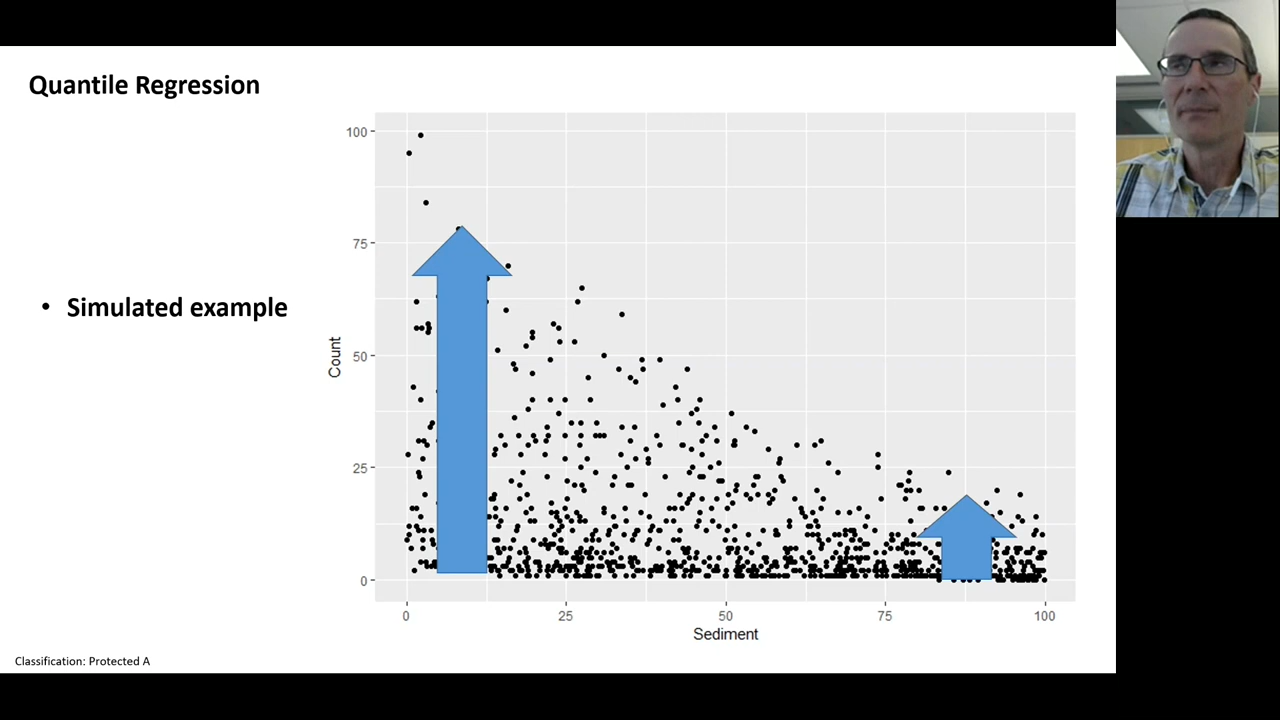 Quantile Regression
• Simulated example
Count
100
75
50
25
0
0 25 50 75 100
Sediment
Classification: Protected A